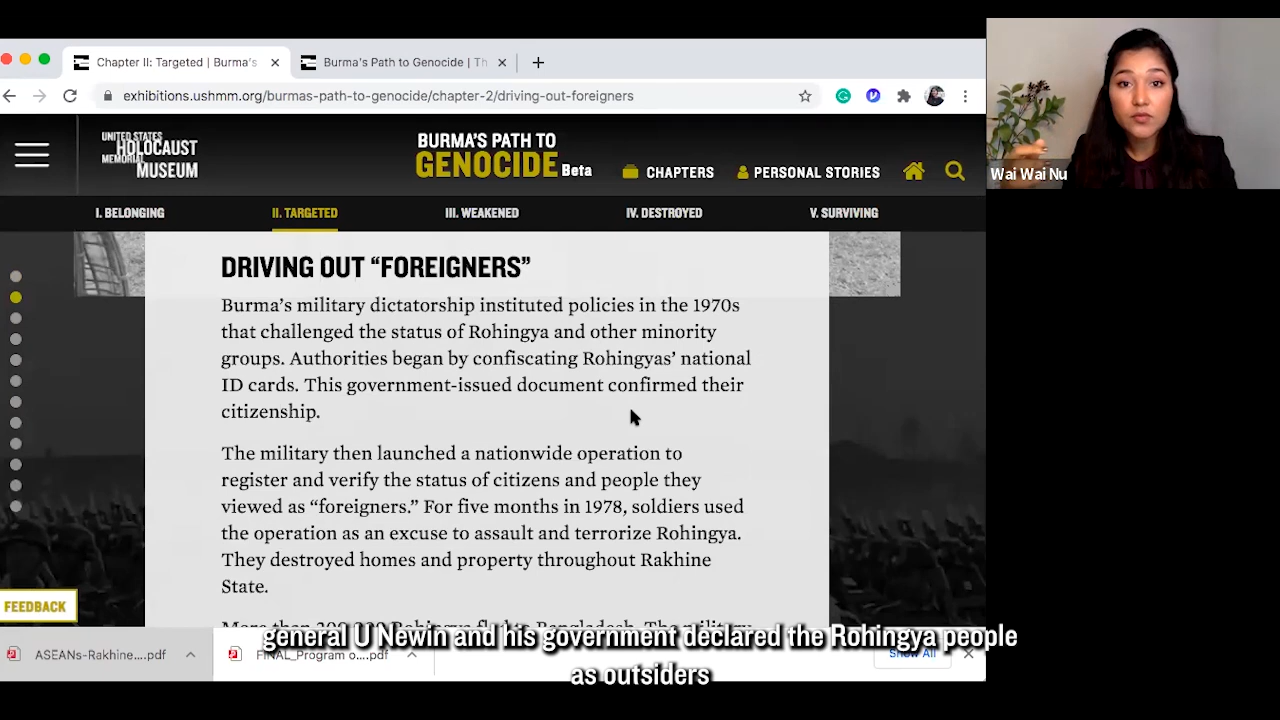 Chapter II: Targeted | Burma's
Burma's Path to Genocide | Th
exhibitions.ushmm.org/burmas-path-to-genocide/chapter-2/driving-out-foreigners
UNITED STATES
HOLOCAUST
MEMORIAL
MUSEUM
BURMA'S PATH TO
GENOCIDE Beta
CHAPTERS
PERSONAL STORIES
Wai Wai Nu
I. BELONGING
II. TARGETED
III. WEAKENED
IV. DESTROYED
V. SURVIVING
DRIVING OUT “FOREIGNERS”
Burma’s military dictatorship instituted policies in the 1970s
that challenged the status of Rohingya and other minority
groups. Authorities began by confiscating Rohingyas’ national
ID cards. This government-issued document confirmed their
citizenship.
The military then launched a nationwide operation to
register and verify the status of citizens and people they
viewed as “foreigners.” For five months in 1978, soldiers used
the operation as an excuse to assault and terrorize Rohingya.
They destroyed homes and property throughout Rakhine
State.
FEEDBACK
general U Newin and his government declared the Rohingya people
as outsiders
ASEANs-Rakhine....pdf
FINAL_Program o....pdf
Show All